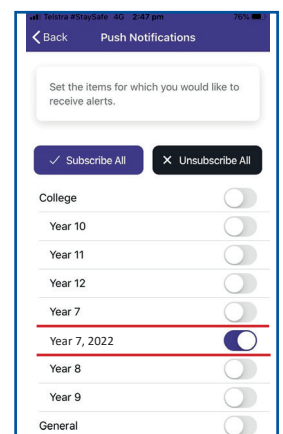 Telstra #StaySafe 4G 2:47 pm 76%
Back Push Notifications
Set the items for which you would like to
receive alerts.
✓ Subscribe All X Unsubscribe All
College
Year 10
Year 11
Year 12
Year 7
Year 7, 2022
Year 8
Year 9
General